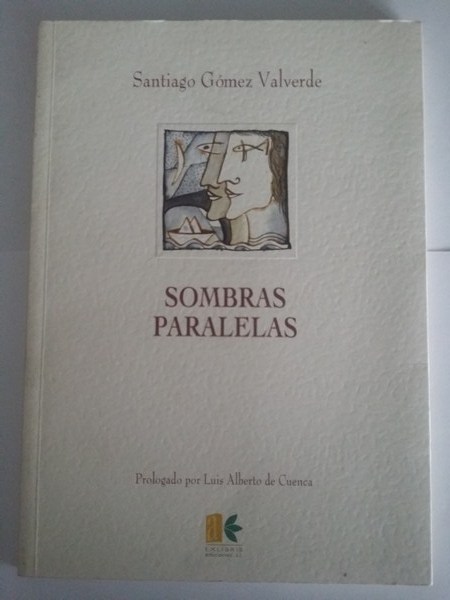 Santiago Gómez Valverde
SOMBRAS
PARALELAS
Prologado por Luis Alberto de Cuenca